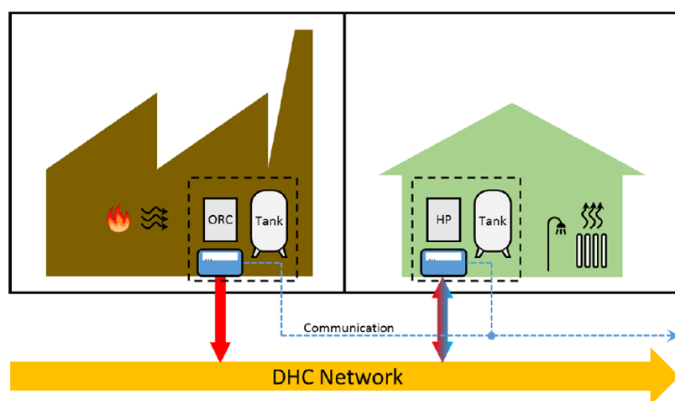 ORC
Tank
HP
Tank
Communication
DHC Network